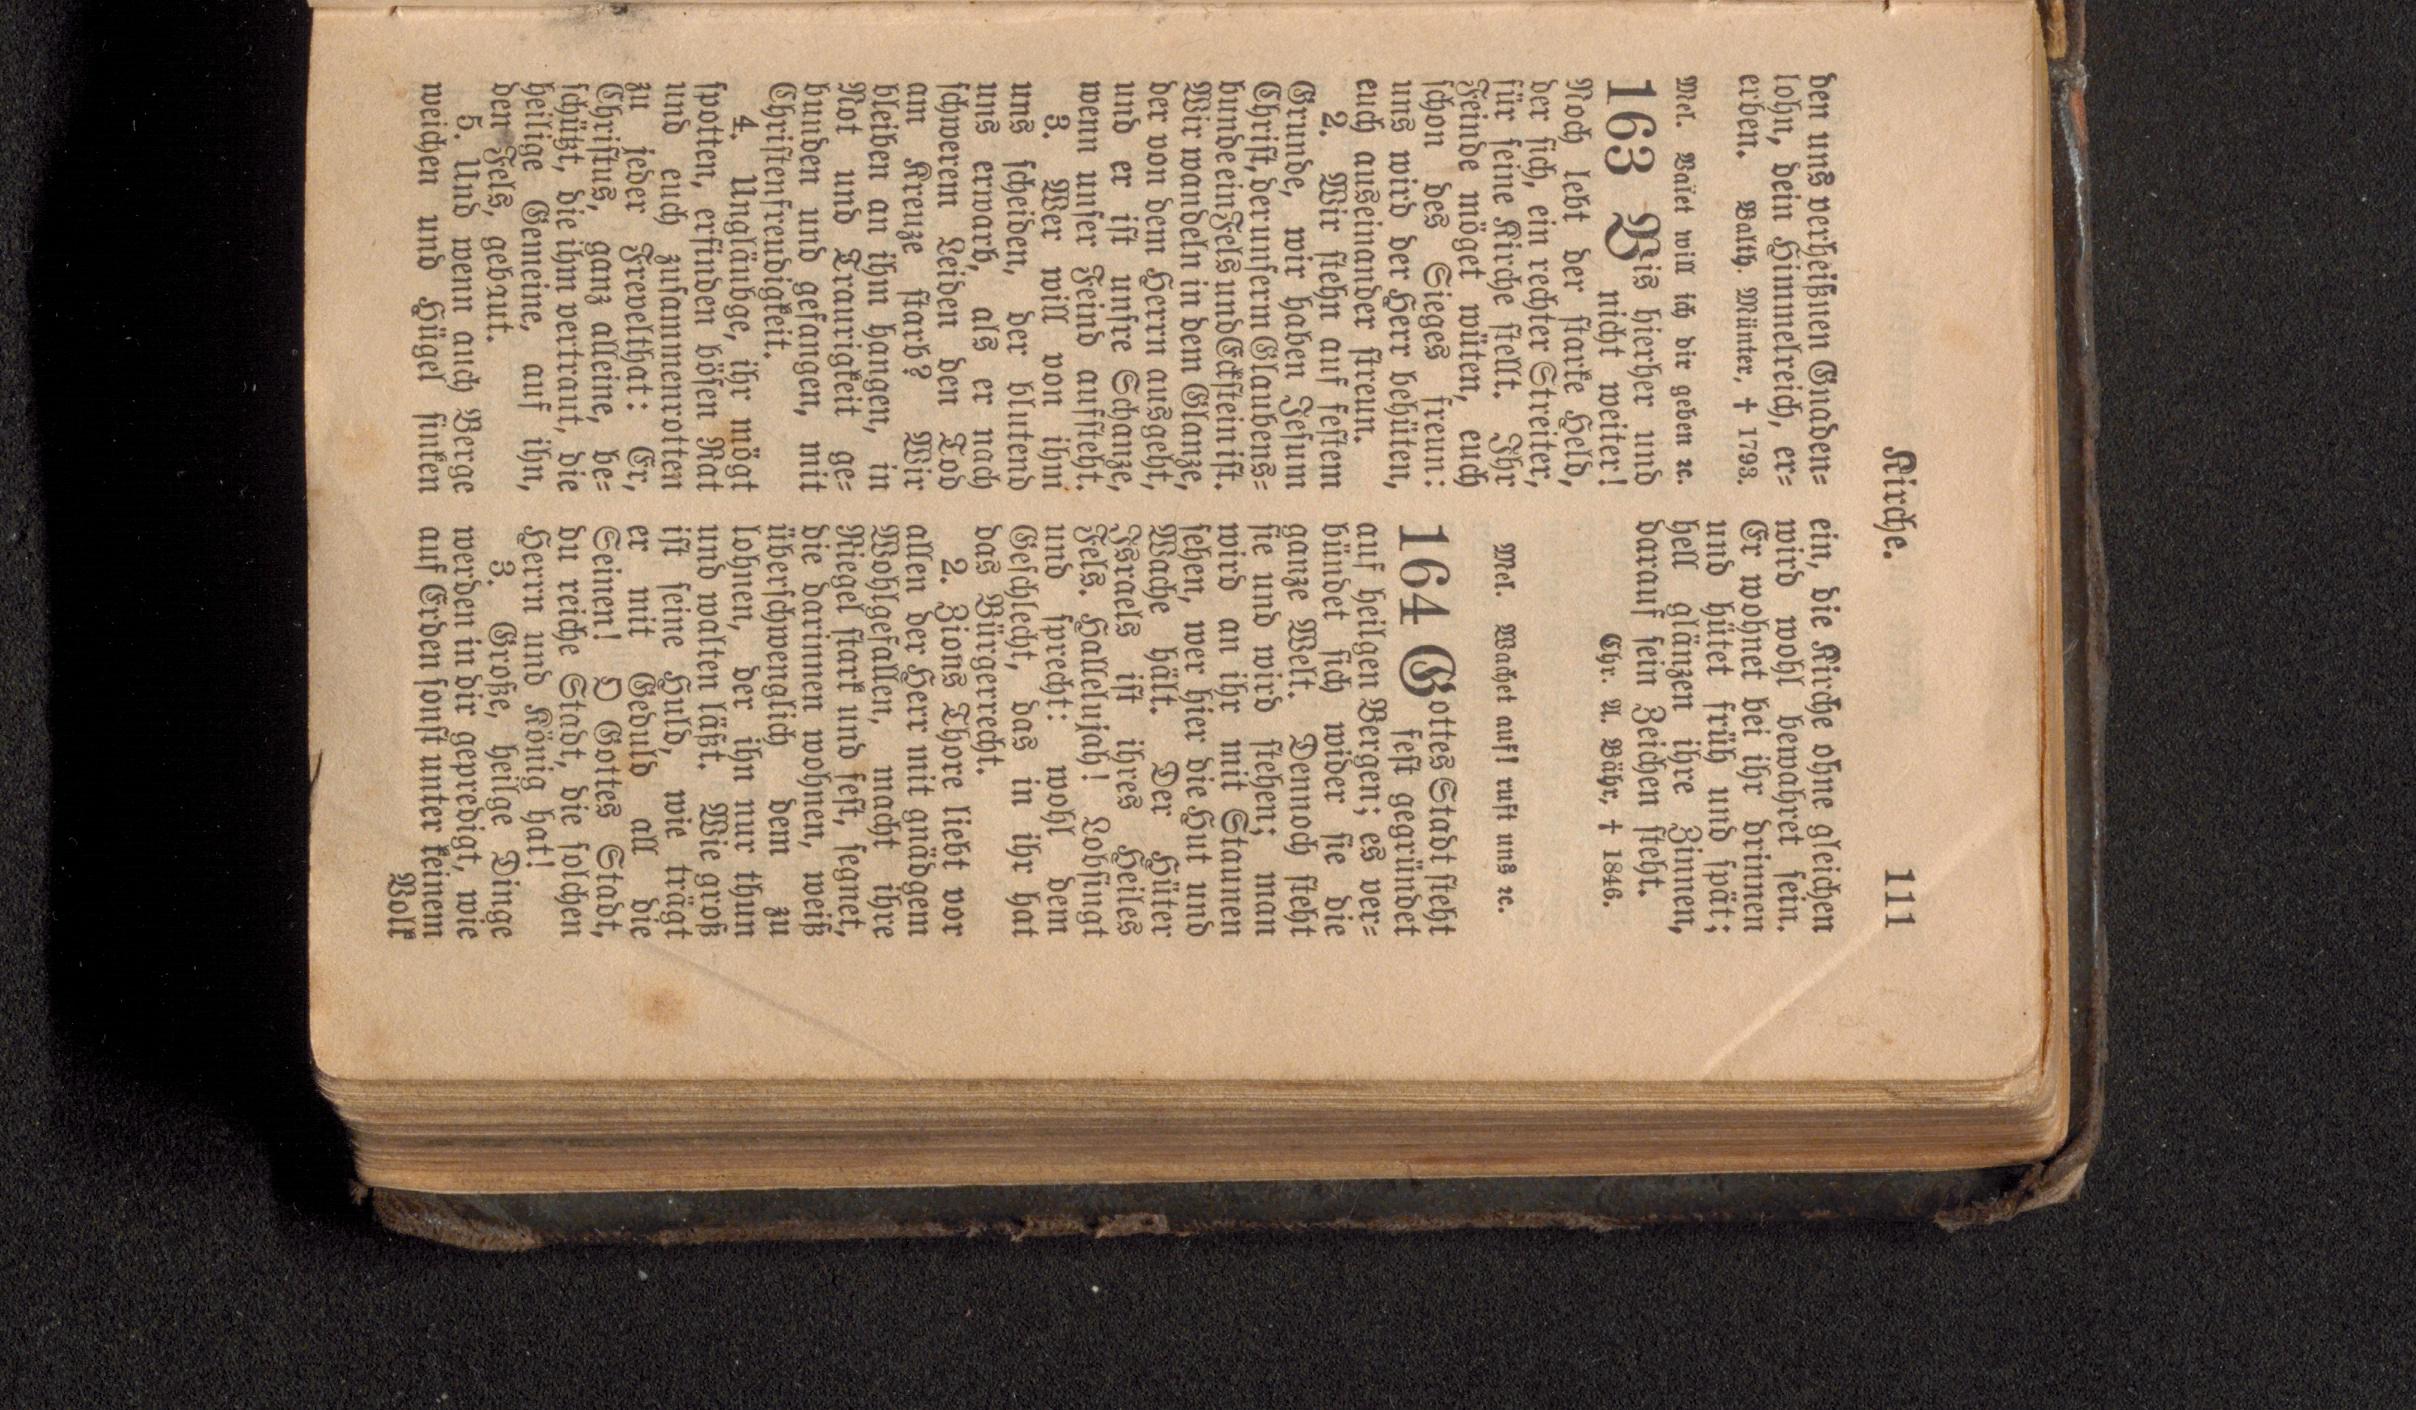 Kirche. 111
den uns verheißnen Gnaden=
lohn, dein Himmelreich, er=
erben. Balth. Münter, † 1793.
Mel. Valet will ich dir geben ꝛc.
163 Bis hierher und
nicht weiter!
Noch lebt der starke Held,
der sich, ein rechter Streiter,
für seine Kirche stellt. Ihr
Feinde möget wüten, euch
schon des Sieges freun:
uns wird der Herr behüten,
euch auseinander streun.
2. Wir stehn auf festem
Grunde, wir haben Jesum
Christ, der unserm Glaubens=
bunde ein Fels und Eckstein ist.
Wir wandeln in dem Glanze,
der von dem Herrn ausgeht,
und er ist unsre Schanze,
wenn unser Feind aufsteht.
3. Wer will von ihm
uns scheiden, der blutend
uns erwarb, als er nach
schwerem Leiden den Tod
am Kreuze starb? Wir
bleiben an ihm hangen, in
Not und Traurigkeit ge=
bunden und gefangen, mit
Christenfreudigkeit.
4. Ungläubge, ihr mögt
spotten, erfinden bösen Rat
und euch zusammenrotten
zu jeder Frevelthat: Er,
Christus, ganz alleine, be=
schützt, die ihm vertraut, die
heilige Gemeine, auf ihn,
den Fels, gebaut.
5. Und wenn auch Berge
weichen und Hügel sinken
ein, die Kirche ohne gleichen
wird wohl bewahret sein.
Er wohnet bei ihr drinnen
und hütet früh und spät;
hell glänzen ihre Zinnen,
darauf sein Zeichen steht.
Chr. A. Bähr, † 1846.
Mel. Wachet auf! ruft uns ꝛc.
164 Gottes Stadt steht
fest gegründet
auf heilgen Bergen; es ver=
bündet sich wider sie die
ganze Welt. Dennoch steht
sie und wird stehen; man
wird an ihr mit Staunen
sehen, wer hier die Hut und
Wache hält. Der Hüter
Israels ist ihres Heiles
Fels. Hallelujah! Lobsingt
und sprecht: wohl dem
Geschlecht, das in ihr hat
das Bürgerrecht.
2. Zions Thore liebt vor
allen der Herr mit gnädgem
Wohlgefallen, macht ihre
Riegel stark und fest, segnet,
die darinnen wohnen, weiß
überschwenglich dem zu
lohnen, der ihn nur thun
und walten läßt. Wie groß
ist seine Huld, wie trägt
er mit Geduld all die
Seinen! O Gottes Stadt,
du reiche Stadt, die solchen
Herrn und König hat!
3. Große, heilge Dinge
werden in dir gepredigt, wie
auf Erden sonst unter keinem
Volk